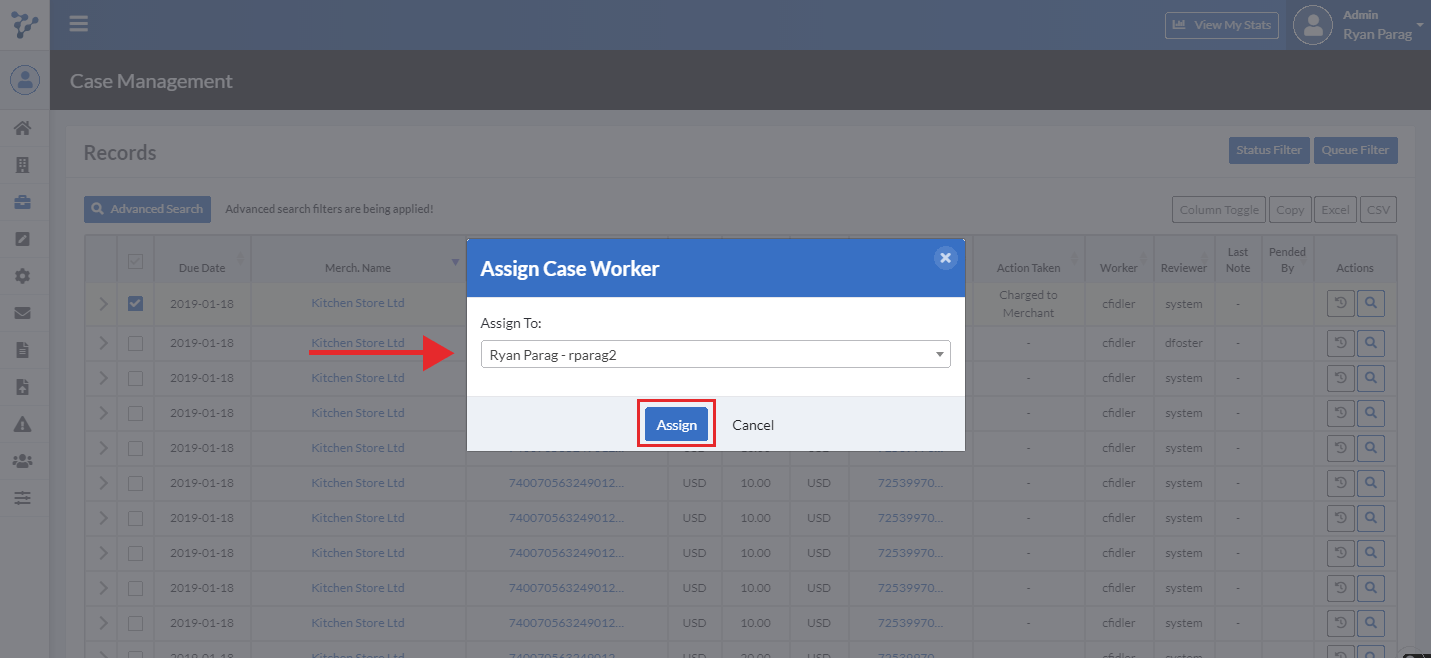 View My Stats
Admin
Ryan Parag
Case Management
Records
Status Filter
Queue Filter
Advanced Search
Advanced search filters are being applied!
Column Toggle
Copy
Excel
CSV
Due Date
Merch. Name
Action Taken
Worker
Reviewer
Last
Note
Pended
By
Actions
Assign Case Worker
Assign To:
Ryan Parag - rparag2
Assign
Cancel
2019-01-18 Kitchen Store Ltd Charged to
Merchant cfidler system -
2019-01-18 Kitchen Store Ltd - cfidler dfoster -
2019-01-18 Kitchen Store Ltd - cfidler system -
2019-01-18 Kitchen Store Ltd - cfidler system -
2019-01-18 Kitchen Store Ltd - cfidler system -
2019-01-18 Kitchen Store Ltd 740070563249012... USD 10.00 USD 72539970... - cfidler system -
2019-01-18 Kitchen Store Ltd 740070563249012... USD 10.00 USD 72539970... - cfidler system -
2019-01-18 Kitchen Store Ltd 740070563249012... USD 10.00 USD 72539970... - cfidler system -
2019-01-18 Kitchen Store Ltd 740070563249012... USD 10.00 USD 72539970... - cfidler system -
2019-01-18 Kitchen Store Ltd 740070563249012... USD 10.00 USD 72539970... - cfidler system -